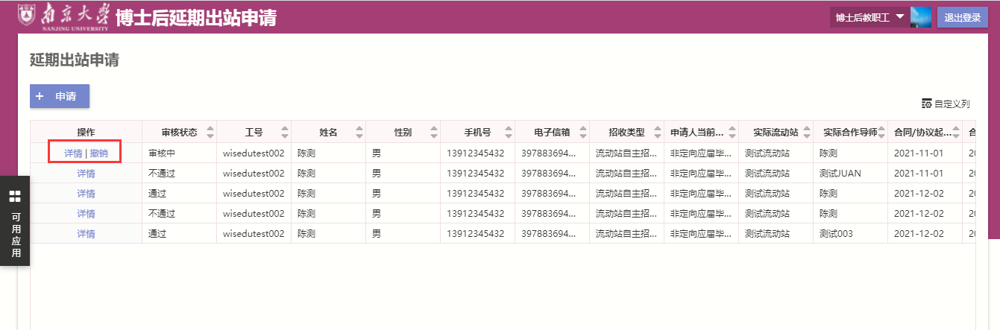 南京大学 博士后延期出站申请 博士后教职工 退出登录
NANJING UNIVERSITY
延期出站申请
+ 申请
自定义列
操作 审核状态 工号 姓名 性别 手机号 电子信箱 招收类型 申请人当前... 实际流动站 实际合作导师 合同/协议起... 合
详情 | 撤销 审核中 wisedutest002 陈测 男 13912345432 397883694... 流动站自主招... 非定向应届毕... 测试流动站 陈测 2021-11-01 20
详情 不通过 wisedutest002 陈测 男 13912345432 397883694... 流动站自主招... 非定向应届毕... 测试流动站 测试JUAN 2021-11-01 20
详情 通过 wisedutest002 陈测 男 13912345432 397883694... 流动站自主招... 非定向应届毕... 测试流动站 陈测 2021-12-02 20
详情 不通过 wisedutest002 陈测 男 13912345432 397883694... 流动站自主招... 非定向应届毕... 测试流动站 陈测 2021-12-02 20
详情 通过 wisedutest002 陈测 男 13912345432 397883694... 流动站自主招... 非定向应届毕... 测试流动站 测试003 2021-12-02 20
可用应用